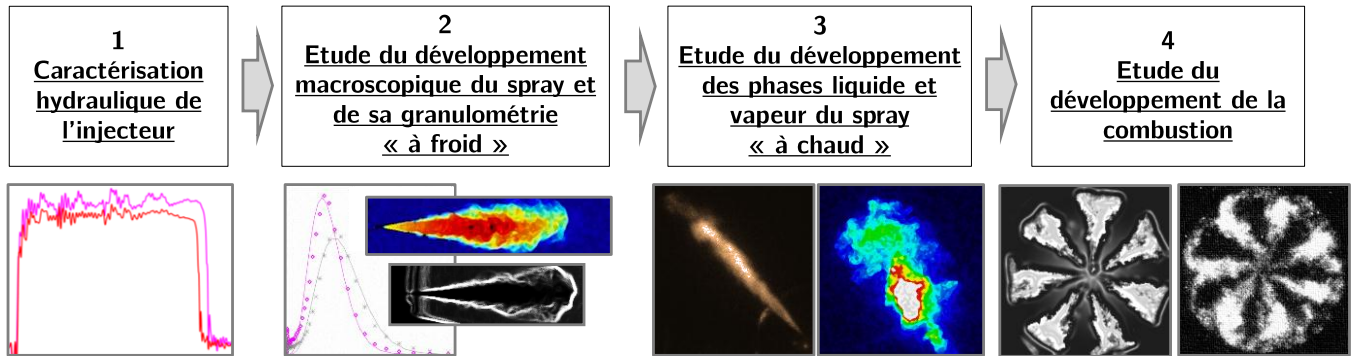 1
Caractérisation
hydraulique de
l'injecteur
2
Etude du développement
macroscopique du spray et
de sa granulométrie
« à froid »
3
Etude du développement
des phases liquide et
vapeur du spray
« à chaud »
4
Etude du
développement de la
combustion